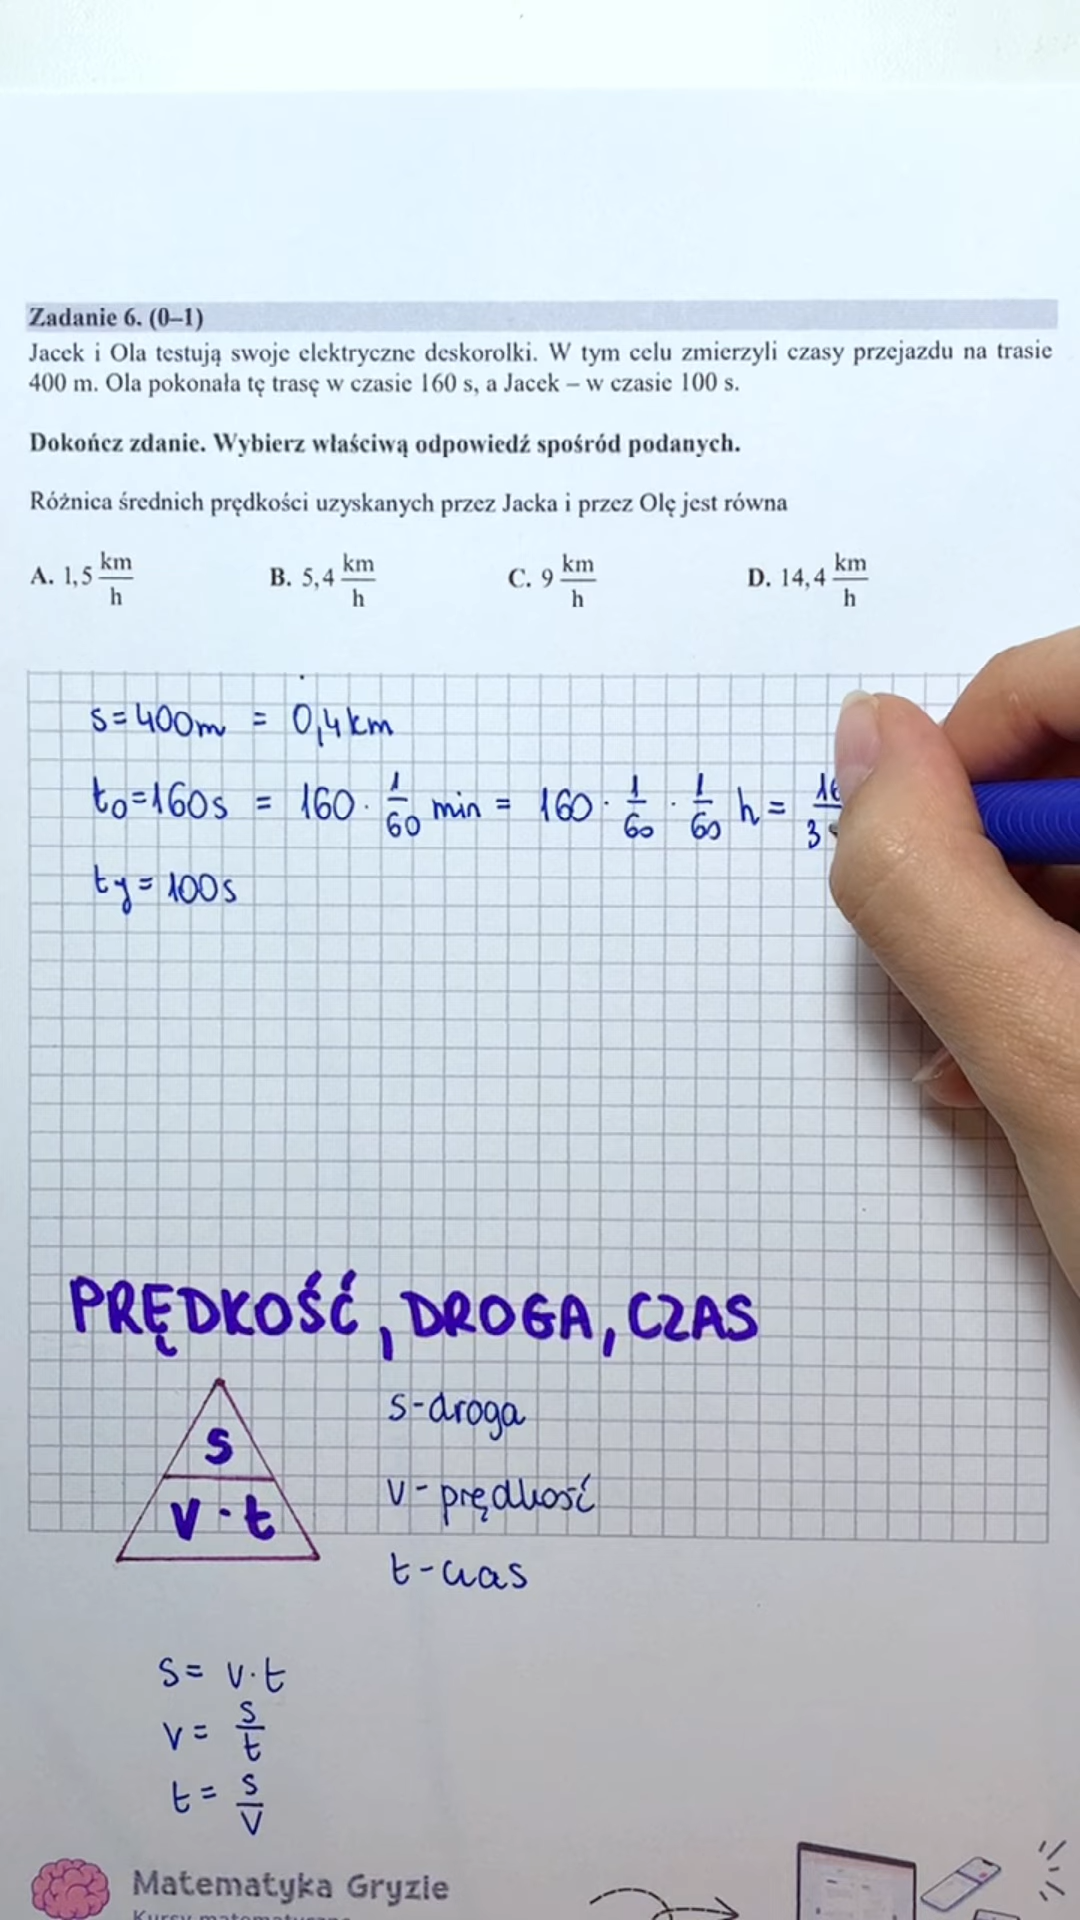 Zadanie 6. (0–1)
Jacek i Ola testują swoje elektryczne deskorolki. W tym celu zmierzyli czasy przejazdu na trasie
400 m. Ola pokonała tę trasę w czasie 160 s, a Jacek – w czasie 100 s.
Dokończ zdanie. Wybierz właściwą odpowiedź spośród podanych.
Różnica średnich prędkości uzyskanych przez Jacka i przez Olę jest równa
A. 1,5 km/h B. 5,4 km/h C. 9 km/h D. 14,4 km/h
s=400m = 0,4km
to=160s = 160 · 1/60 min = 160 · 1/60 · 1/60 h =
tJ=100s
PRĘDKOŚĆ, DROGA, CZAS
s
v · t
s-droga
v-prędkość
t-czas
s= v·t
v= s/t
t= s/v
Matematyka Gryzie